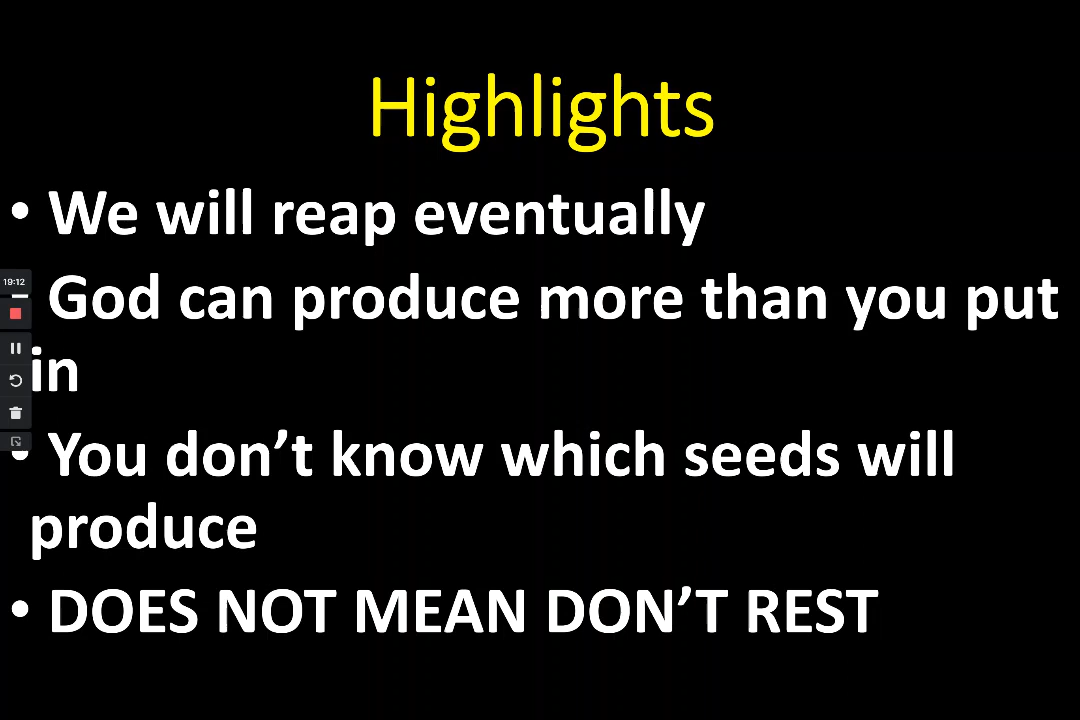 Highlights
• We will reap eventually
19:12
God can produce more than you put
in
• You don’t know which seeds will
produce
• DOES NOT MEAN DON’T REST